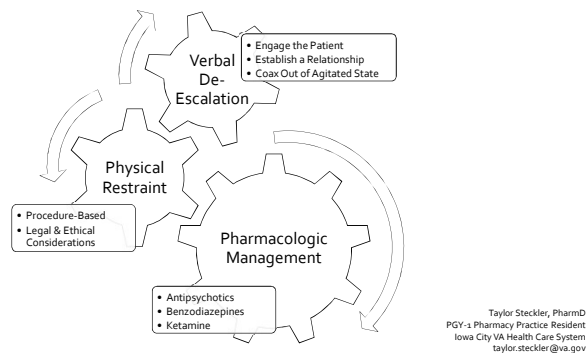 Verbal
De-
Escalation
• Engage the Patient
• Establish a Relationship
• Coax Out of Agitated State
Physical
Restraint
• Procedure-Based
• Legal & Ethical
Considerations
Pharmacologic
Management
• Antipsychotics
• Benzodiazepines
• Ketamine
Taylor Steckler, PharmD
PGY-1 Pharmacy Practice Resident
Iowa City VA Health Care System
taylor.steckler@va.gov